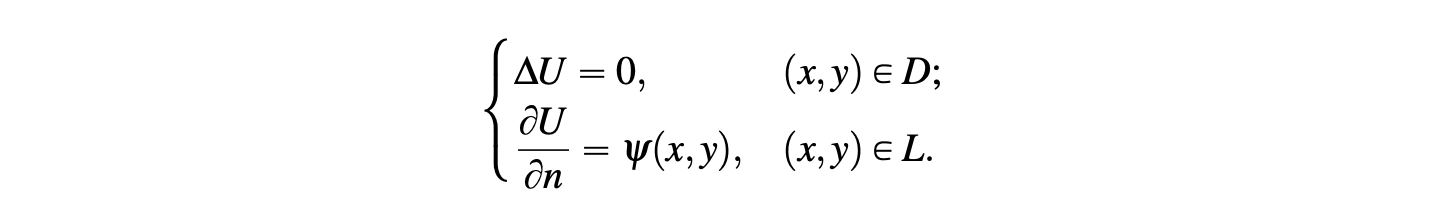 ΔU = 0, (x,y) ∈ D;
∂U/∂n = ψ(x,y), (x,y) ∈ L.